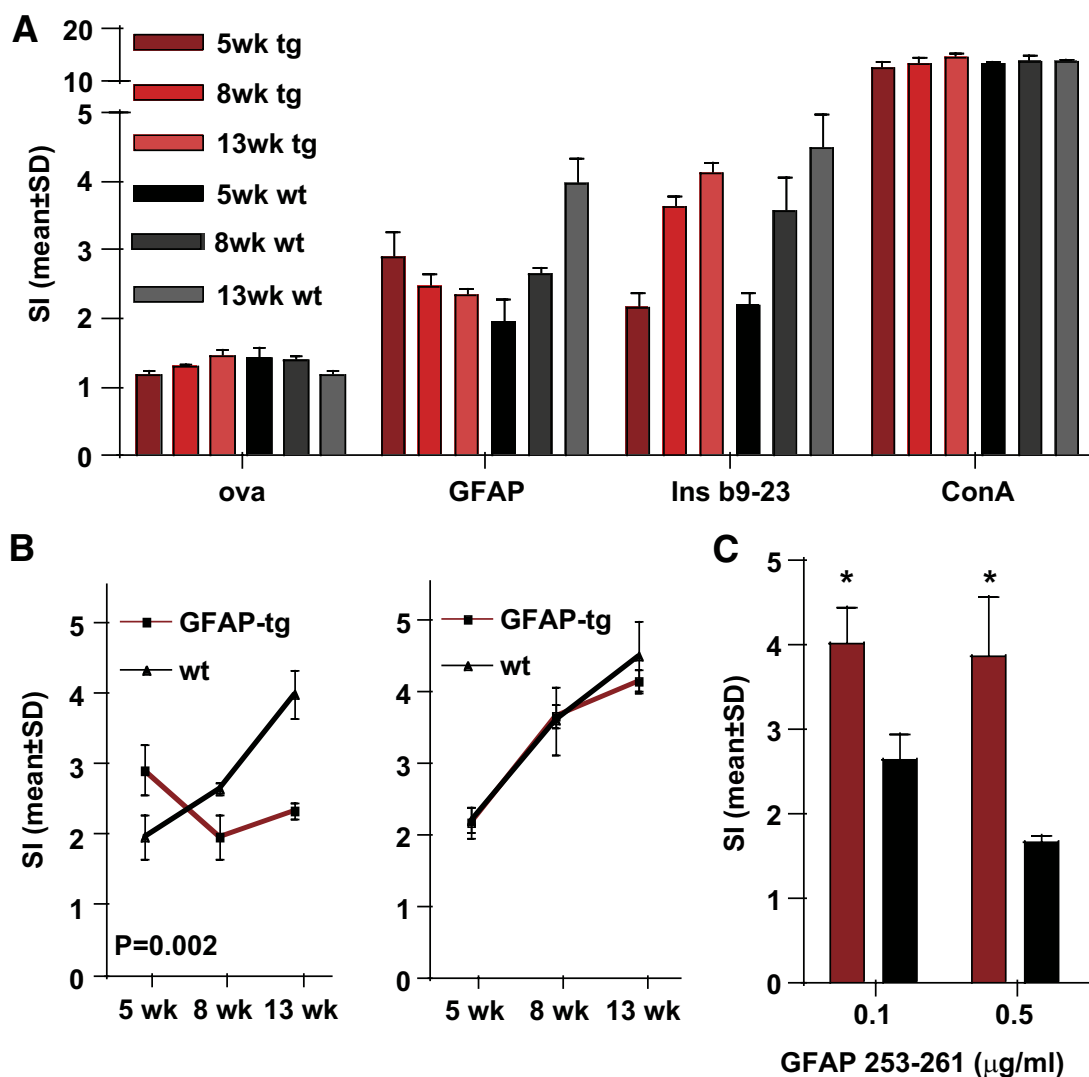 A
20
10
5
4
3
2
1
0
SI (mean±SD)
5wk tg
8wk tg
13wk tg
5wk wt
8wk wt
13wk wt
ova GFAP Ins b9-23 ConA
B
5
4
3
2
1
0
SI (mean±SD)
GFAP-tg
wt
P=0.002
5 wk 8 wk 13 wk
5
4
3
2
1
0
GFAP-tg
wt
5 wk 8 wk 13 wk
C
5
4
3
2
1
0
SI (mean±SD)
* *
0.1 0.5
GFAP 253-261 (μg/ml)